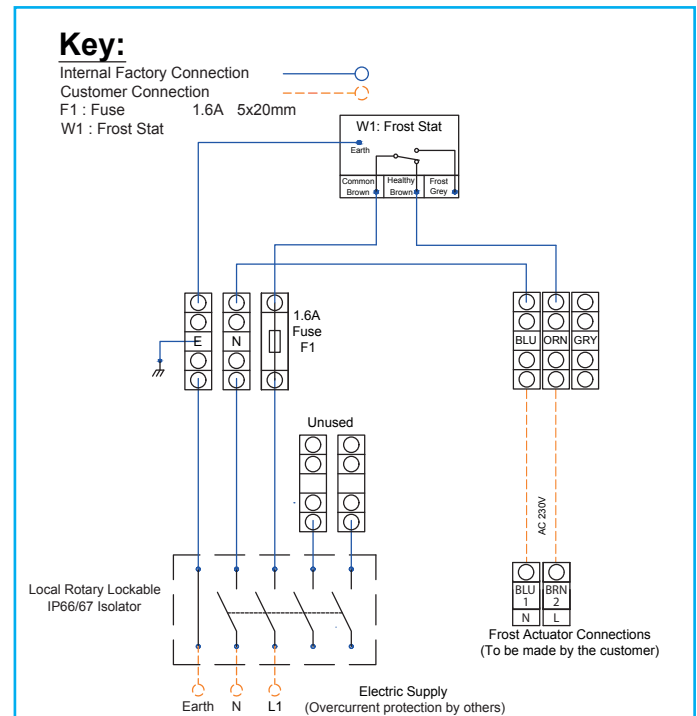 Key:
Internal Factory Connection
Customer Connection
F1 : Fuse 1.6A 5x20mm
W1 : Frost Stat
W1: Frost Stat
Earth
Common Healthy Frost
Brown Brown Grey
1.6A
Fuse
F1
E N
BLU ORN GRY
Unused
AC 230V
Local Rotary Lockable
IP66/67 Isolator
BLU BRN
1 2
N L
Frost Actuator Connections
(To be made by the customer)
Earth N L1
Electric Supply
(Overcurrent protection by others)